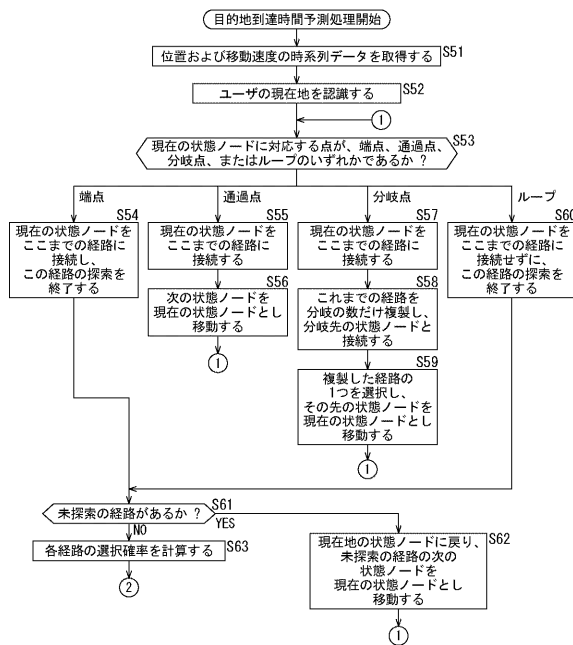 目的地到達時間予測処理開始
位置および移動速度の時系列データを取得する
S51
ユーザの現在地を認識する
S52
1
S53
現在の状態ノードに対応する点が、端点、通過点、
分岐点、またはループのいずれかであるか ?
端点
S54
現在の状態ノードを
ここまでの経路に
接続し、
この経路の探索を
終了する
通過点
S55
現在の状態ノードを
ここまでの経路に
接続する
S56
次の状態ノードを
現在の状態ノードとし
移動する
1
分岐点
S57
現在の状態ノードを
ここまでの経路に
接続する
S58
これまでの経路を
分岐の数だけ複製し、
分岐先の状態ノードと
接続する
S59
複製した経路の
1つを選択し、
その先の状態ノードを
現在の状態ノードとし
移動する
1
ループ
S60
現在の状態ノードを
ここまでの経路に
接続せずに、
この経路の探索を
終了する
S61
未探索の経路があるか ?
NO
YES
各経路の選択確率を計算する
S63
2
S62
現在地の状態ノードに戻り、
未探索の経路の次の
状態ノードを
現在の状態ノードとし
移動する
1